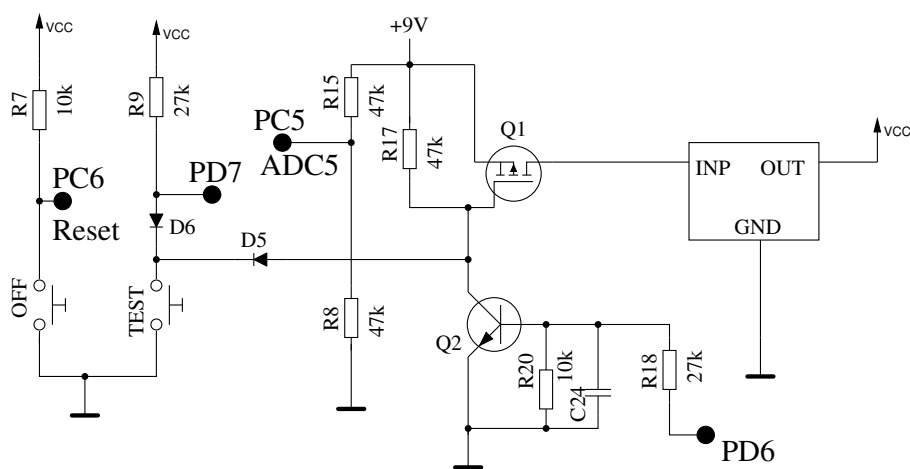 VCC
VCC
+9V
VCC
R7
10k
R9
27k
R15
47k
R17
47k
Q1
PC5
ADC5
PC6
Reset
PD7
D6
D5
INP
OUT
GND
OFF
TEST
R8
47k
Q2
R20
10k
C24
R18
27k
PD6